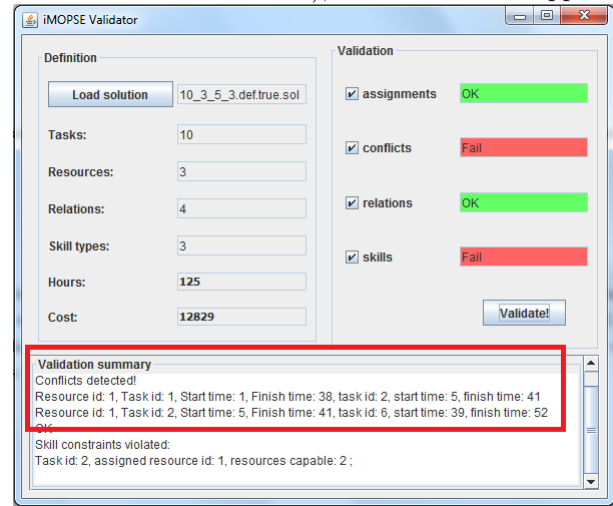 iMOPSE Validator
Definition
Load solution 10_3_5_3.def.true.sol
Tasks: 10
Resources: 3
Relations: 4
Skill types: 3
Hours: 125
Cost: 12829
Validation
assignments OK
conflicts Fail
relations OK
skills Fail
Validate!
Validation summary
Conflicts detected!
Resource id: 1, Task id: 1, Start time: 1, Finish time: 38, task id: 2, start time: 5, finish time: 41
Resource id: 1, Task id: 2, Start time: 5, Finish time: 41, task id: 6, start time: 39, finish time: 52
OK
Skill constraints violated:
Task id: 2, assigned resource id: 1, resources capable: 2 ;